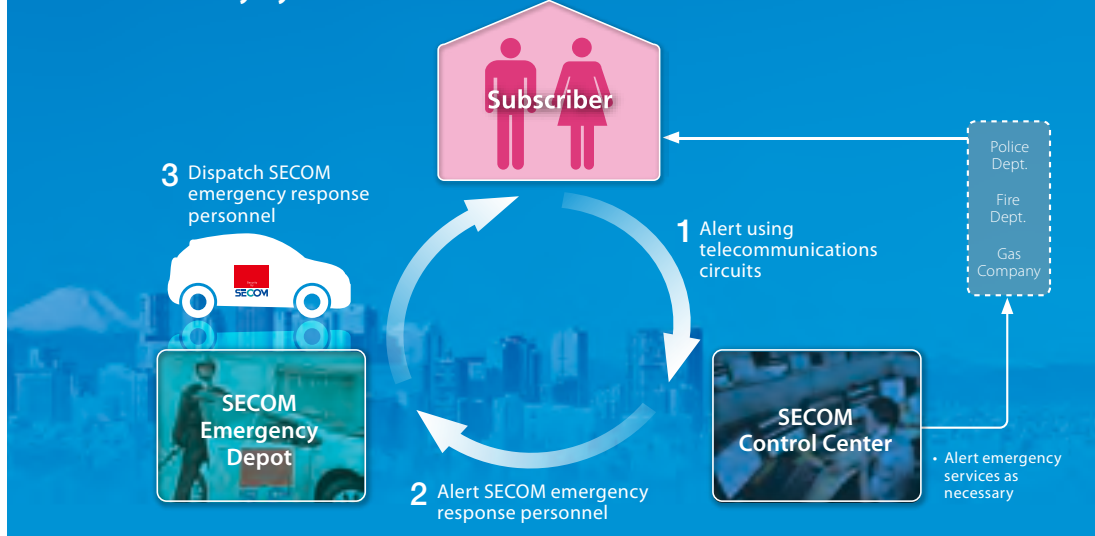 Subscriber
Police
Dept.
Fire
Dept.
Gas
Company
3 Dispatch SECOM
emergency response
personnel
1 Alert using
telecommunications
circuits
SECOM
SECOM
Emergency
Depot
SECOM
Control Center
• Alert emergency
services as
necessary
2 Alert SECOM emergency
response personnel